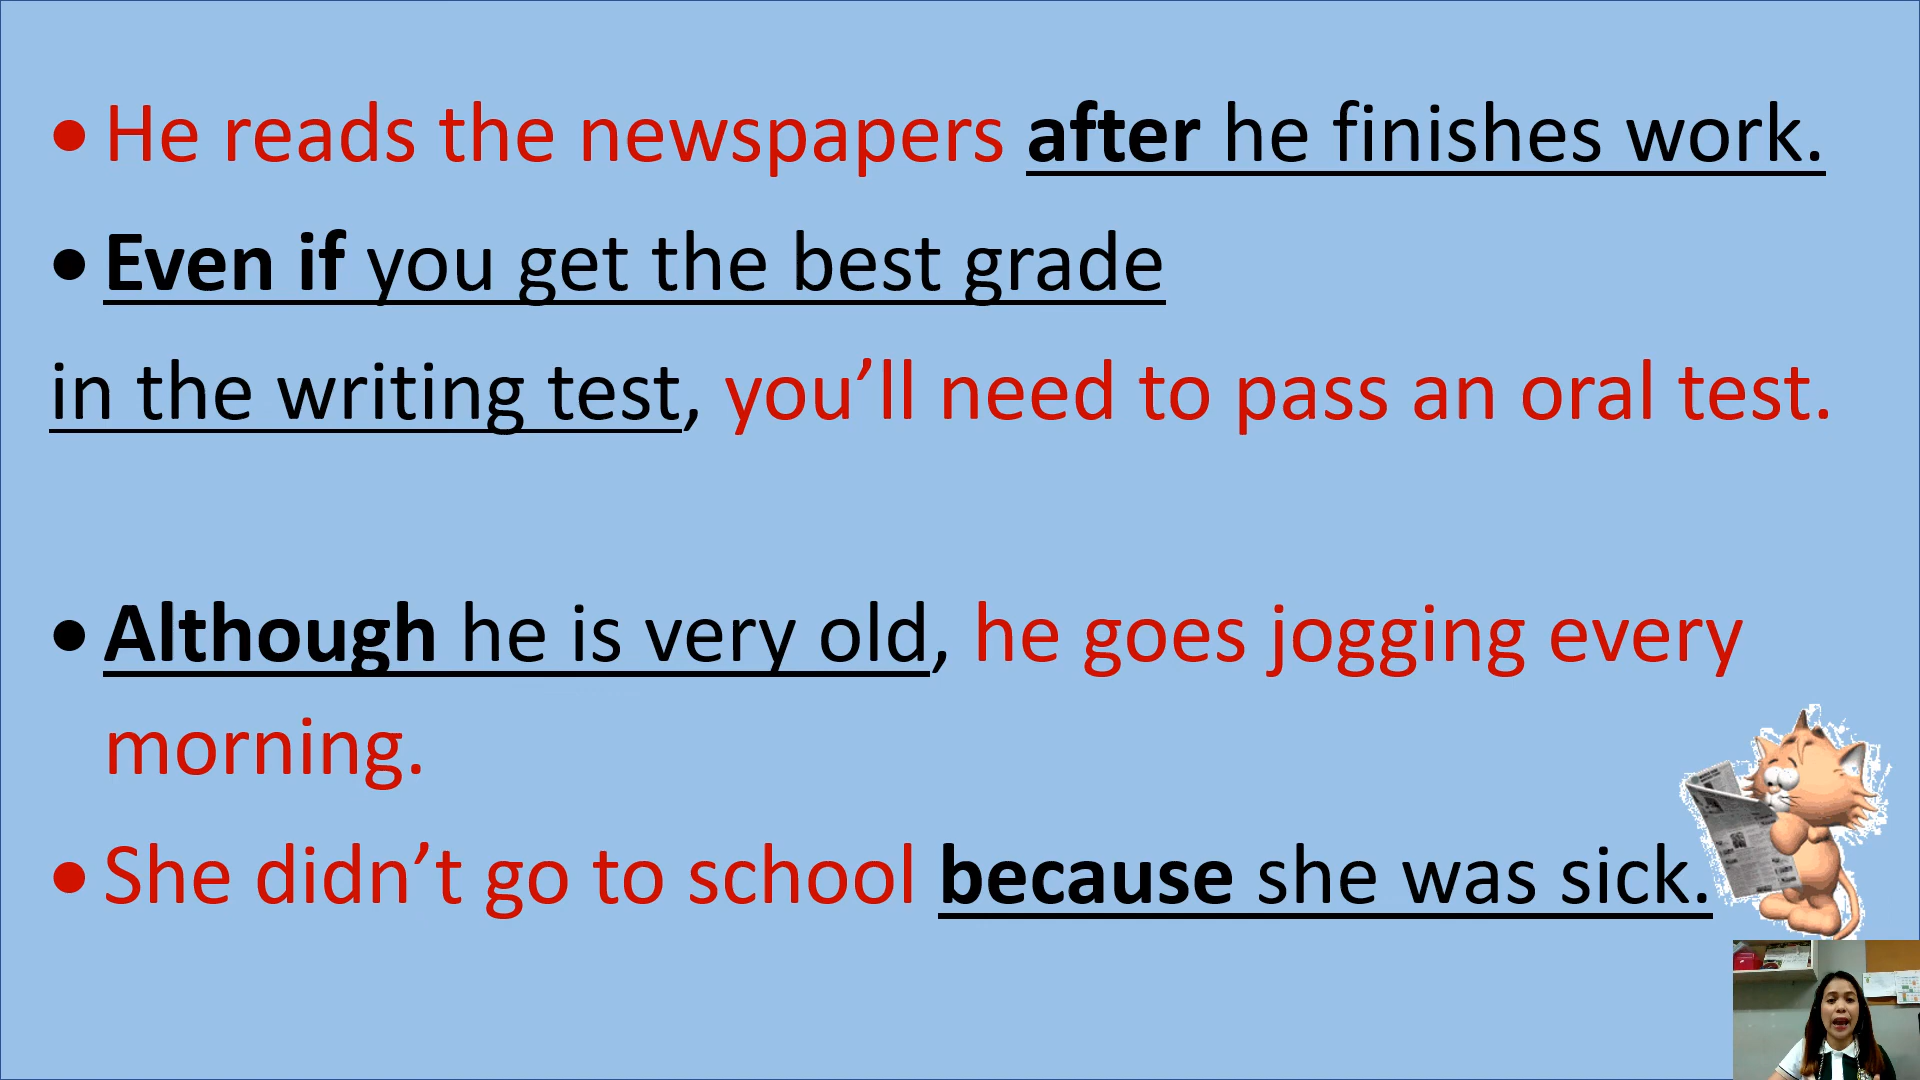 • He reads the newspapers after he finishes work.
• Even if you get the best grade
in the writing test, you’ll need to pass an oral test.
• Although he is very old, he goes jogging every
morning.
• She didn’t go to school because she was sick.